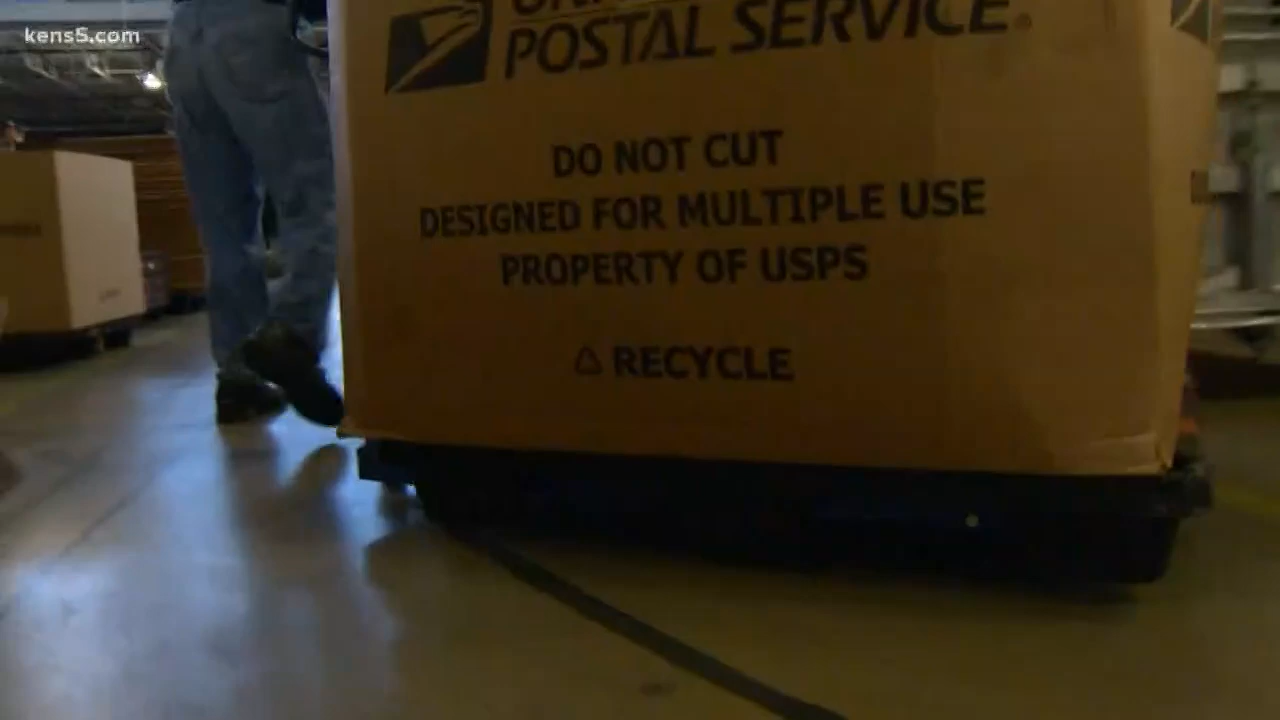 kens5.com
POSTAL SERVICE®
DO NOT CUT
DESIGNED FOR MULTIPLE USE
PROPERTY OF USPS
RECYCLE